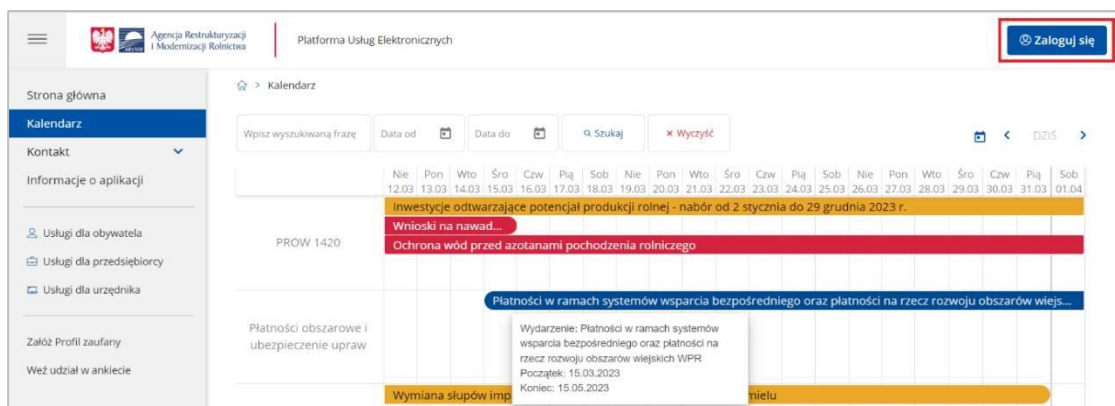 Agencja Restrukturyzacji
i Modernizacji Rolnictwa
Platforma Usług Elektronicznych
Zaloguj się
Strona główna
Kalendarz
Kontakt
Informacje o aplikacji
Usługi dla obywatela
Usługi dla przedsiębiorcy
Usługi dla urzędnika
Załóż Profil zaufany
Weź udział w ankiecie
> Kalendarz
Wpisz wyszukiwaną frazę Data od Data do Szukaj × Wyczyść
DZIŚ
Nie Pon Wto Śro Czw Pią Sob Nie Pon Wto Śro Czw Pią Sob Nie Pon Wto Śro Czw Pią Sob
12.03 13.03 14.03 15.03 16.03 17.03 18.03 19.03 20.03 21.03 22.03 23.03 24.03 25.03 26.03 27.03 28.03 29.03 30.03 31.03 01.04
PROW 1420
Inwestycje odtwarzające potencjał produkcji rolnej - nabór od 2 stycznia do 29 grudnia 2023 r.
Wnioski na nawad...
Ochrona wód przed azotanami pochodzenia rolniczego
Płatności obszarowe i
ubezpieczenie upraw
Płatności w ramach systemów wsparcia bezpośredniego oraz płatności na rzecz rozwoju obszarów wiejs...
Wydarzenie: Płatności w ramach systemów
wsparcia bezpośredniego oraz płatności na
rzecz rozwoju obszarów wiejskich WPR
Początek: 15.03.2023
Koniec: 15.05.2023
Wymiana słupów imp
mielu